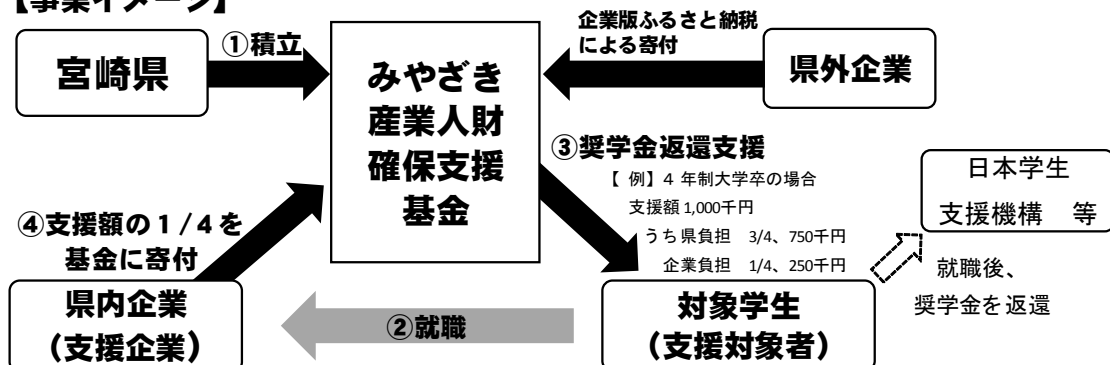 【事業イメージ】
①積立
企業版ふるさと納税
による寄付
宮崎県
みやざき
産業人財
確保支援
基金
県外企業
③奨学金返還支援
【 例】４ 年制大学卒の場合
支援額 1,000千円
うち県負担 3/4、750千円
企業負担 1/4、250千円
日本学生
支援機構 等
④支援額の１/４を
基金に寄付
就職後、
奨学金を返還
県内企業
（支援企業）
②就職
対象学生
（支援対象者）